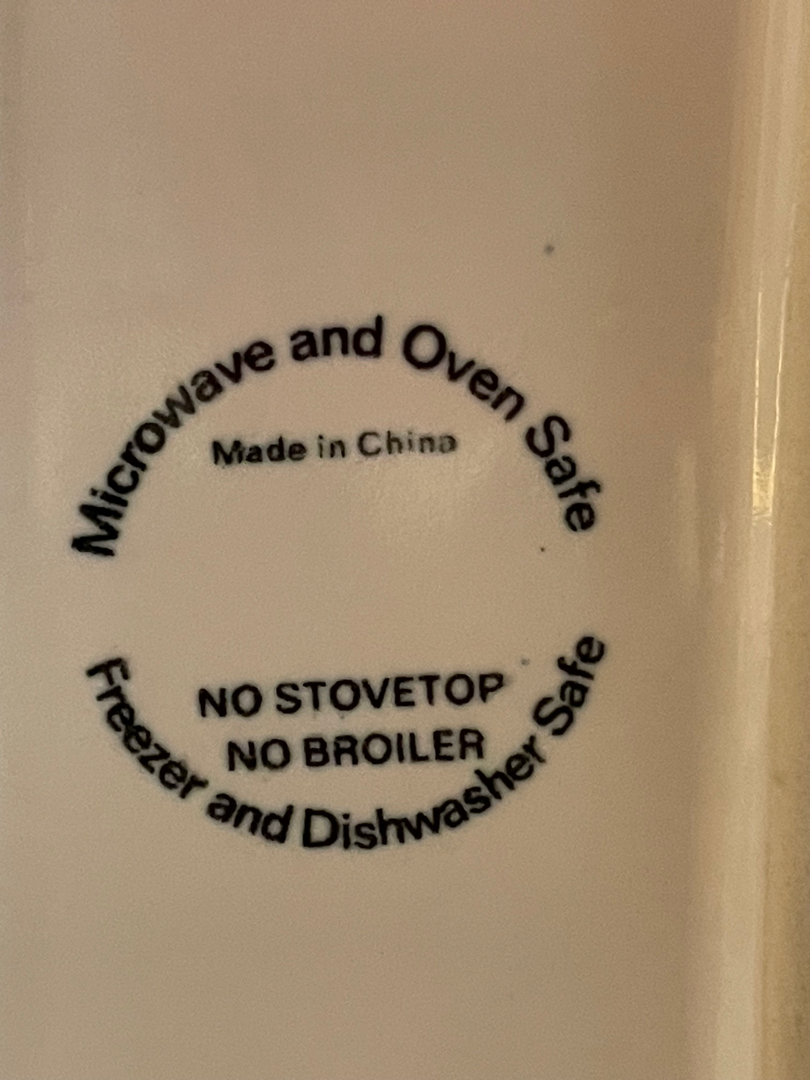 Microwave and Oven Safe
Made in China
NO STOVETOP
NO BROILER
Freezer and Dishwasher Safe